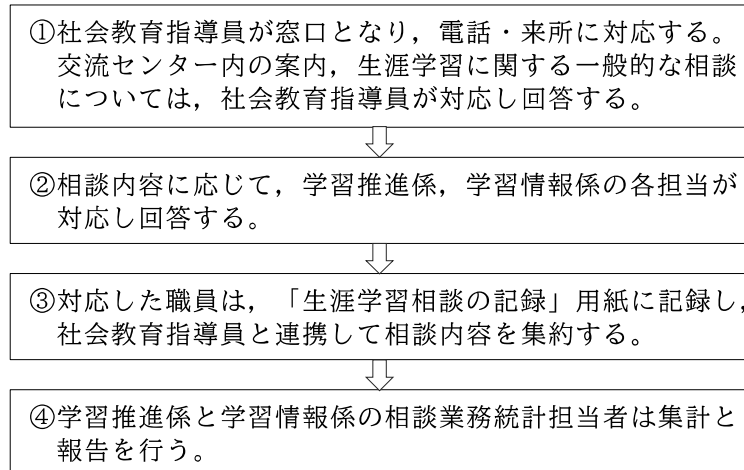 ①社会教育指導員が窓口となり，電話・来所に対応する。
交流センター内の案内，生涯学習に関する一般的な相談
については，社会教育指導員が対応し回答する。
②相談内容に応じて，学習推進係，学習情報係の各担当が
対応し回答する。
③対応した職員は，「生涯学習相談の記録」用紙に記録し，
社会教育指導員と連携して相談内容を集約する。
④学習推進係と学習情報係の相談業務統計担当者は集計と
報告を行う。